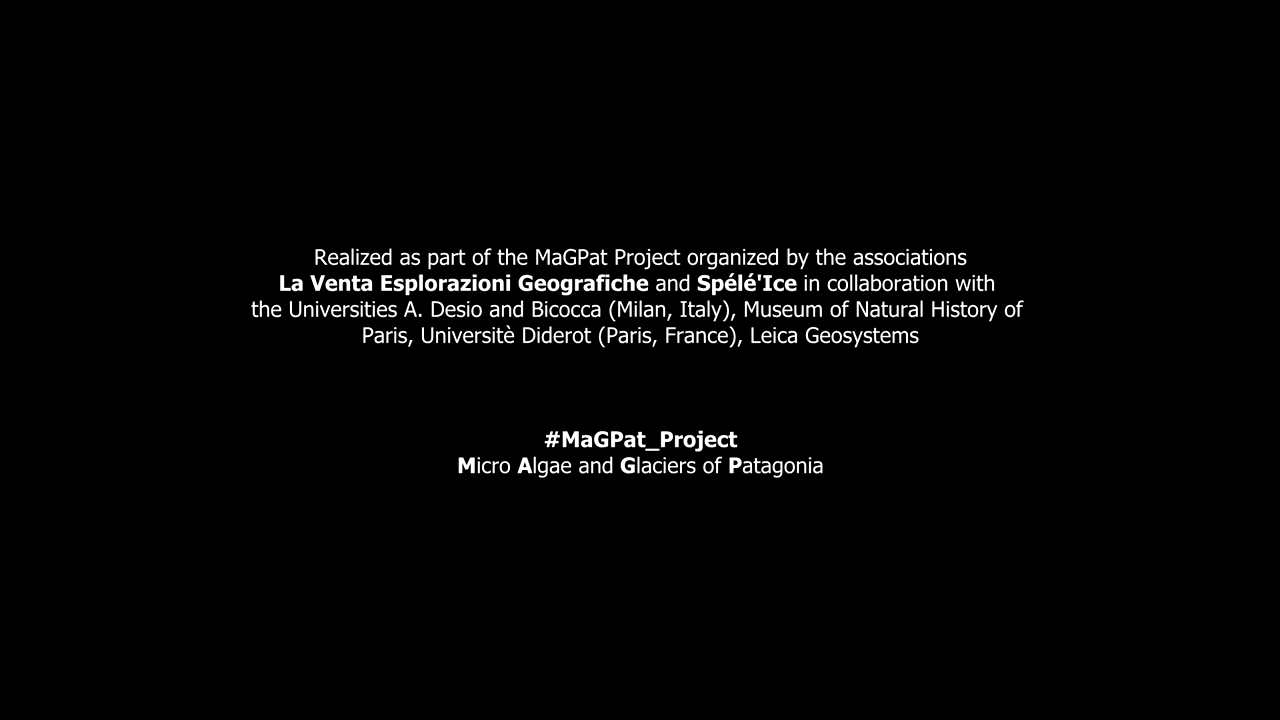 Realized as part of the MaGPat Project organized by the associations
La Venta Esplorazioni Geografiche and Spélé'Ice in collaboration with
the Universities A. Desio and Bicocca (Milan, Italy), Museum of Natural History of
Paris, Universitè Diderot (Paris, France), Leica Geosystems
#MaGPat_Project
Micro Algae and Glaciers of Patagonia